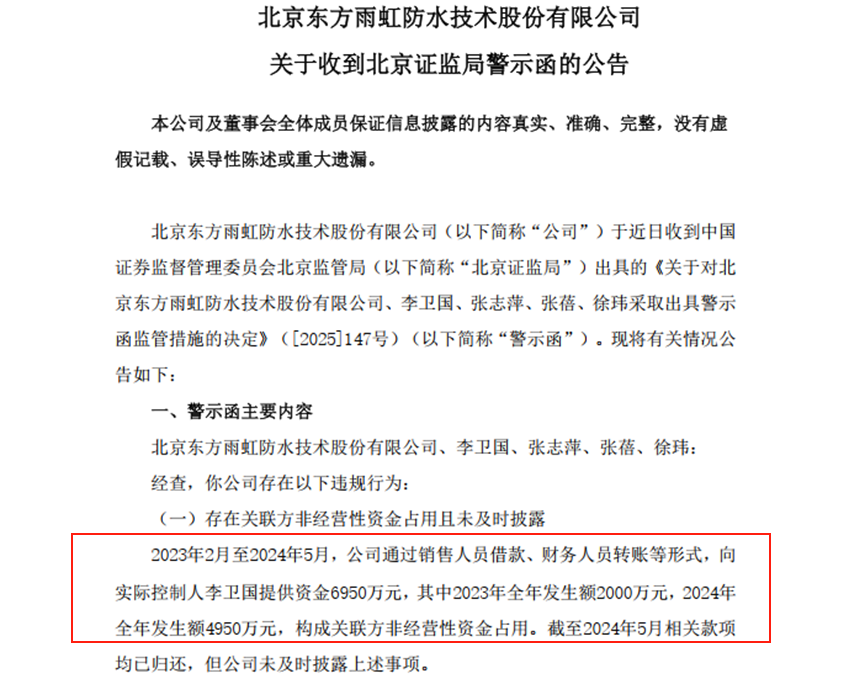 北京东方雨虹防水技术股份有限公司
关于收到北京证监局警示函的公告
本公司及董事会全体成员保证信息披露的内容真实、准确、完整，没有虚
假记载、误导性陈述或重大遗漏。
北京东方雨虹防水技术股份有限公司（以下简称“公司”）于近日收到中国
证券监督管理委员会北京监管局（以下简称“北京证监局”）出具的《关于对北
京东方雨虹防水技术股份有限公司、李卫国、张志萍、张蓓、徐玮采取出具警示
函监管措施的决定》（[2025]147号）（以下简称“警示函”）。现将有关情况公
告如下：
一、警示函主要内容
北京东方雨虹防水技术股份有限公司、李卫国、张志萍、张蓓、徐玮：
经查，你公司存在以下违规行为：
（一）存在关联方非经营性资金占用且未及时披露
2023年2月至2024年5月，公司通过销售人员借款、财务人员转账等形式，向
实际控制人李卫国提供资金6950万元，其中2023年全年发生额2000万元，2024年
全年发生额4950万元，构成关联方非经营性资金占用。截至2024年5月相关款项
均已归还，但公司未及时披露上述事项。